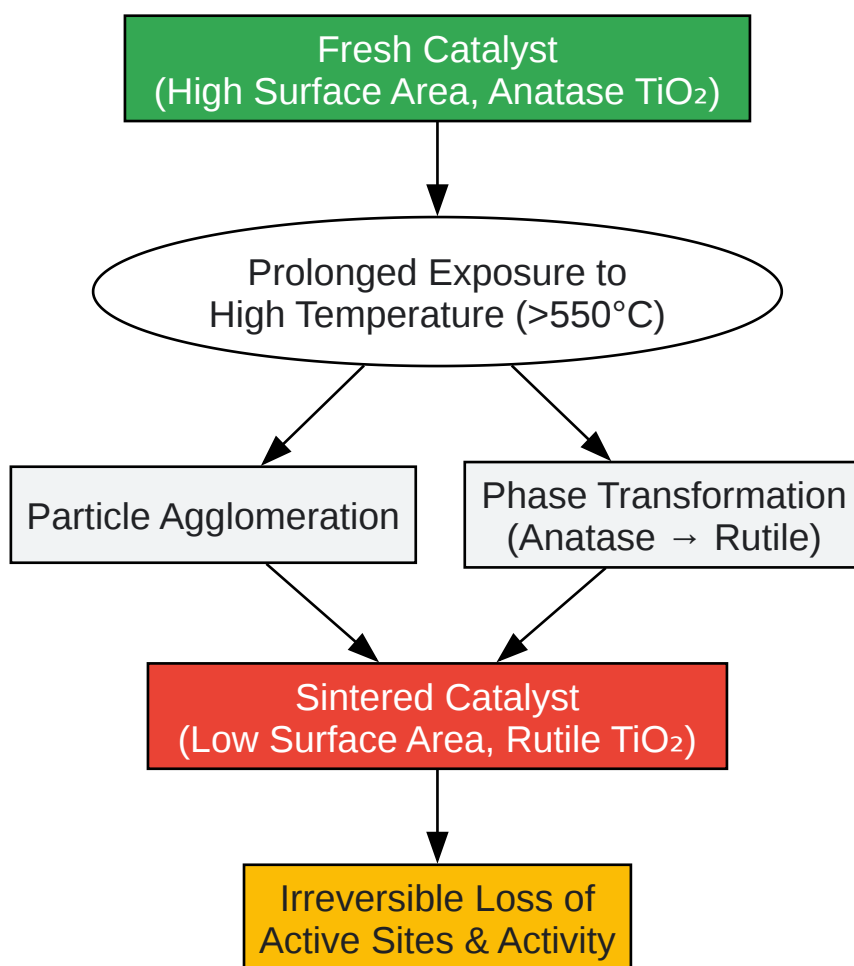 Fresh Catalyst
(High Surface Area, Anatase TiO₂)
Prolonged Exposure to
High Temperature (>550°C)
Particle Agglomeration
Phase Transformation
(Anatase → Rutile)
Sintered Catalyst
(Low Surface Area, Rutile TiO₂)
Irreversible Loss of
Active Sites & Activity